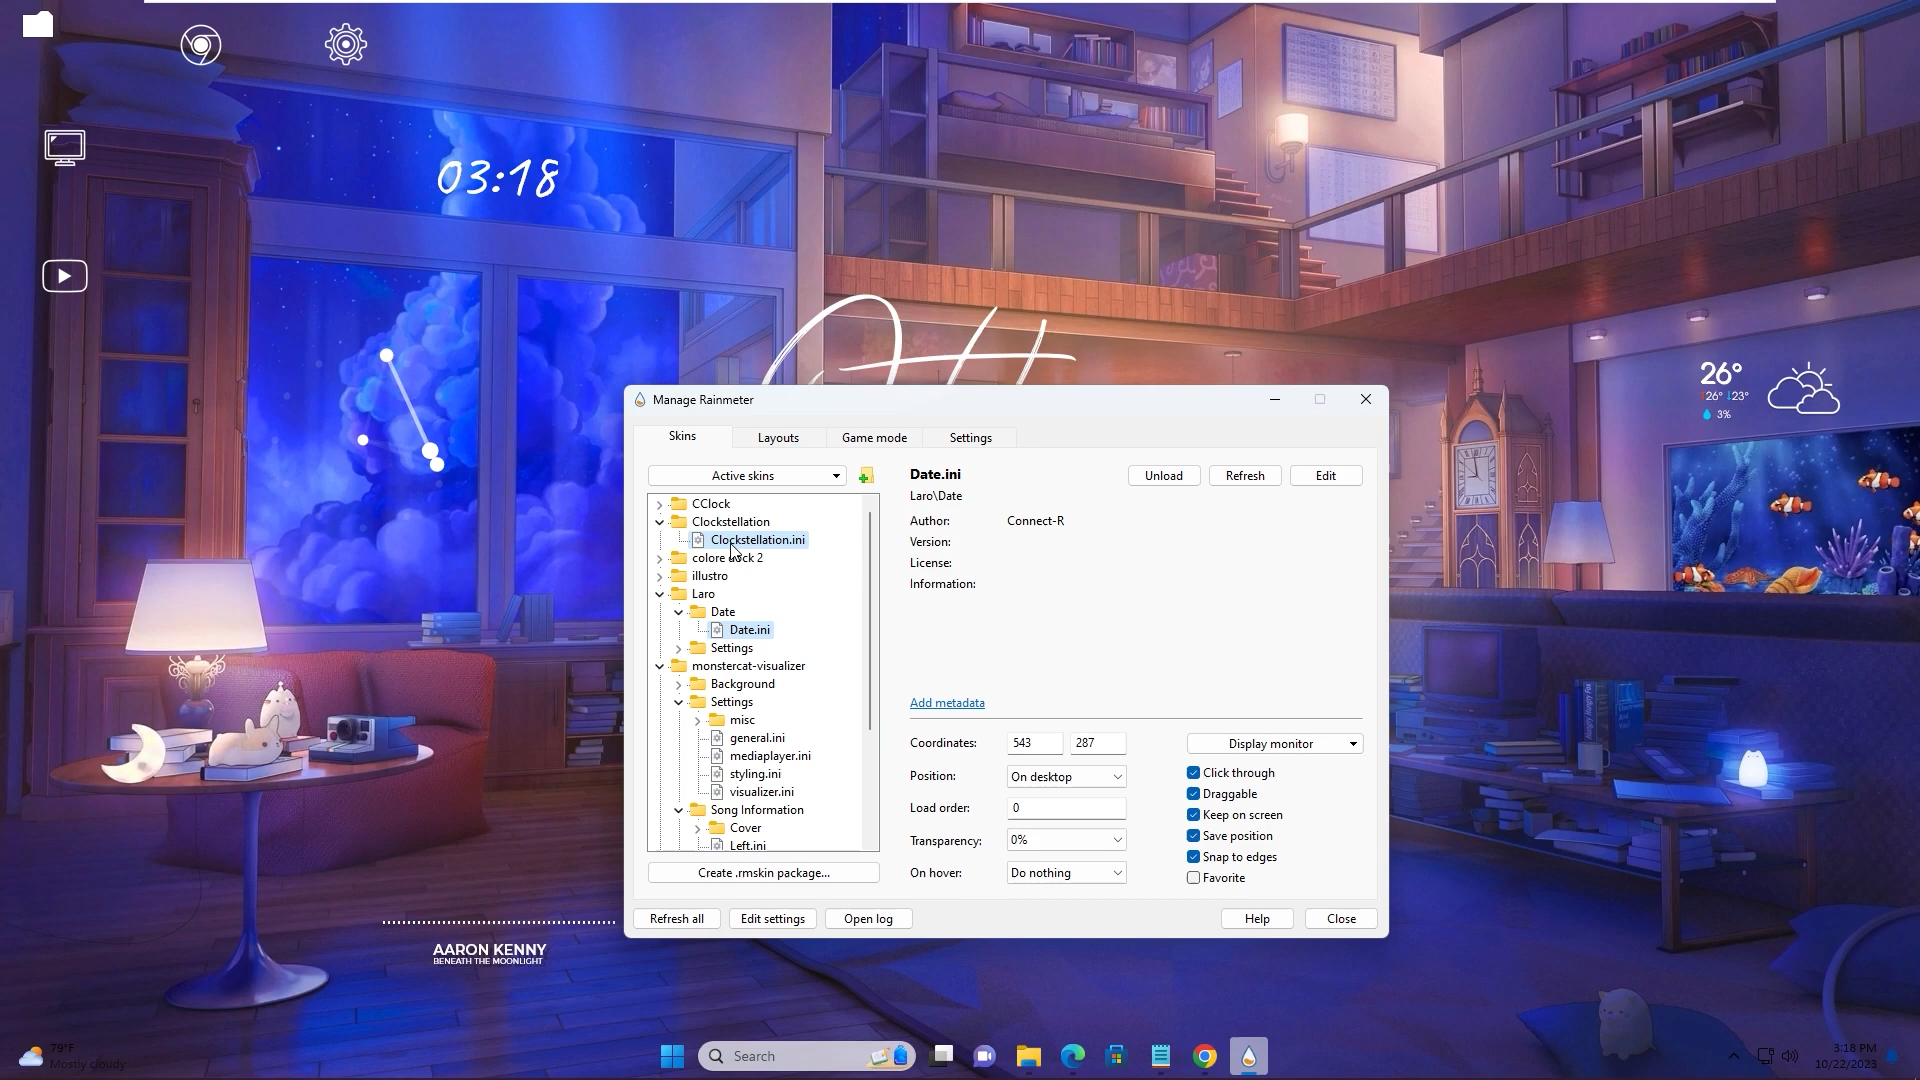 03:18
26°
↑26° ↓23°
3%
Manage Rainmeter
Skins
Layouts
Game mode
Settings
Active skins
CClock
Clockstellation
Clockstellation.ini
illustro
Laro
Date
Date.ini
Settings
monstercat-visualizer
Background
Settings
misc
general.ini
mediaplayer.ini
styling.ini
visualizer.ini
Song Information
Cover
Left.ini
Create .rmskin package...
Date.ini
Unload
Refresh
Edit
Laro\Date
Author: Connect-R
Version:
License:
Information:
Add metadata
Coordinates: 543 287
Position: On desktop
Load order: 0
Transparency: 0%
On hover: Do nothing
Display monitor
Click through
Draggable
Keep on screen
Save position
Snap to edges
Favorite
Refresh all
Edit settings
Open log
Help
Close
AARON KENNY
BENEATH THE MOONLIGHT
79°F
Mostly cloudy
Search
3:18 PM
10/22/2023